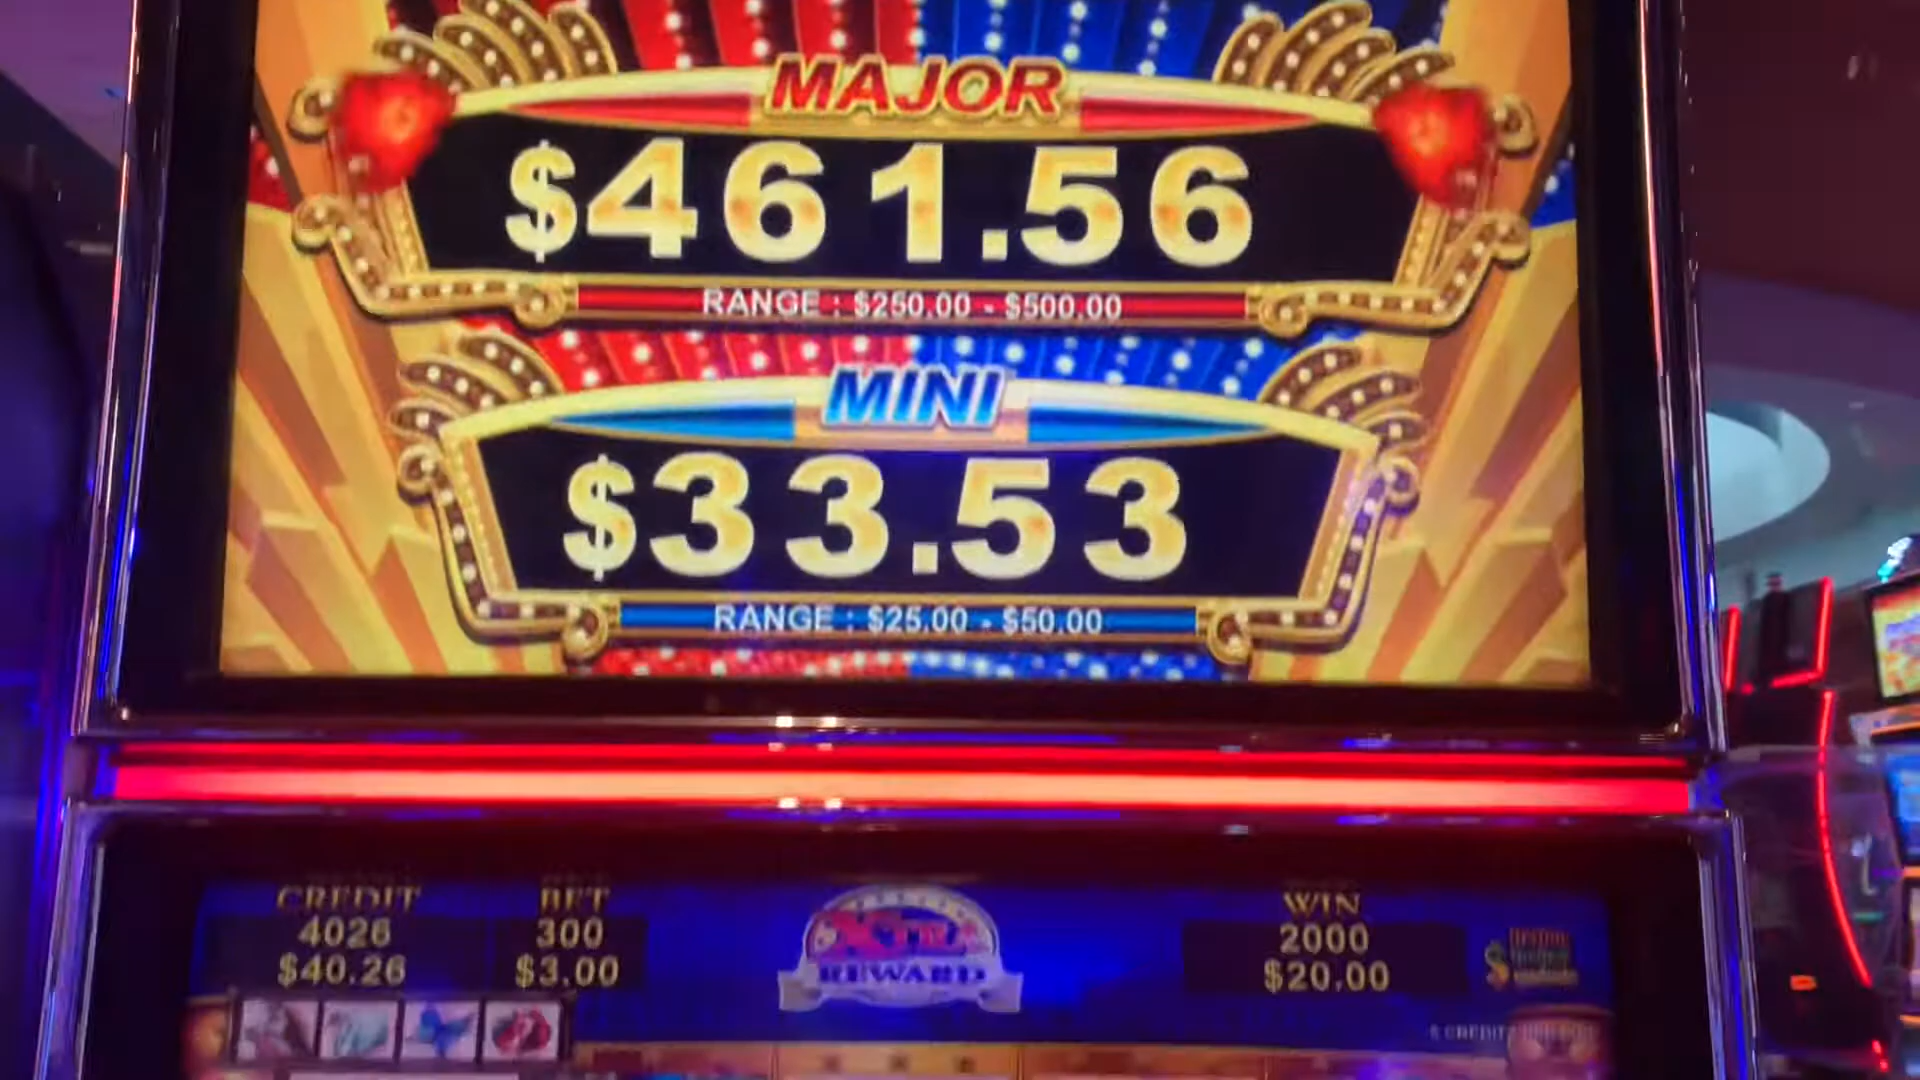 MAJOR
$461.56
RANGE : $250.00 - $500.00
MINI
$33.53
RANGE : $25.00 - $50.00
CREDIT
4026
$40.26
BET
300
$3.00
REWARD
WIN
2000
$20.00